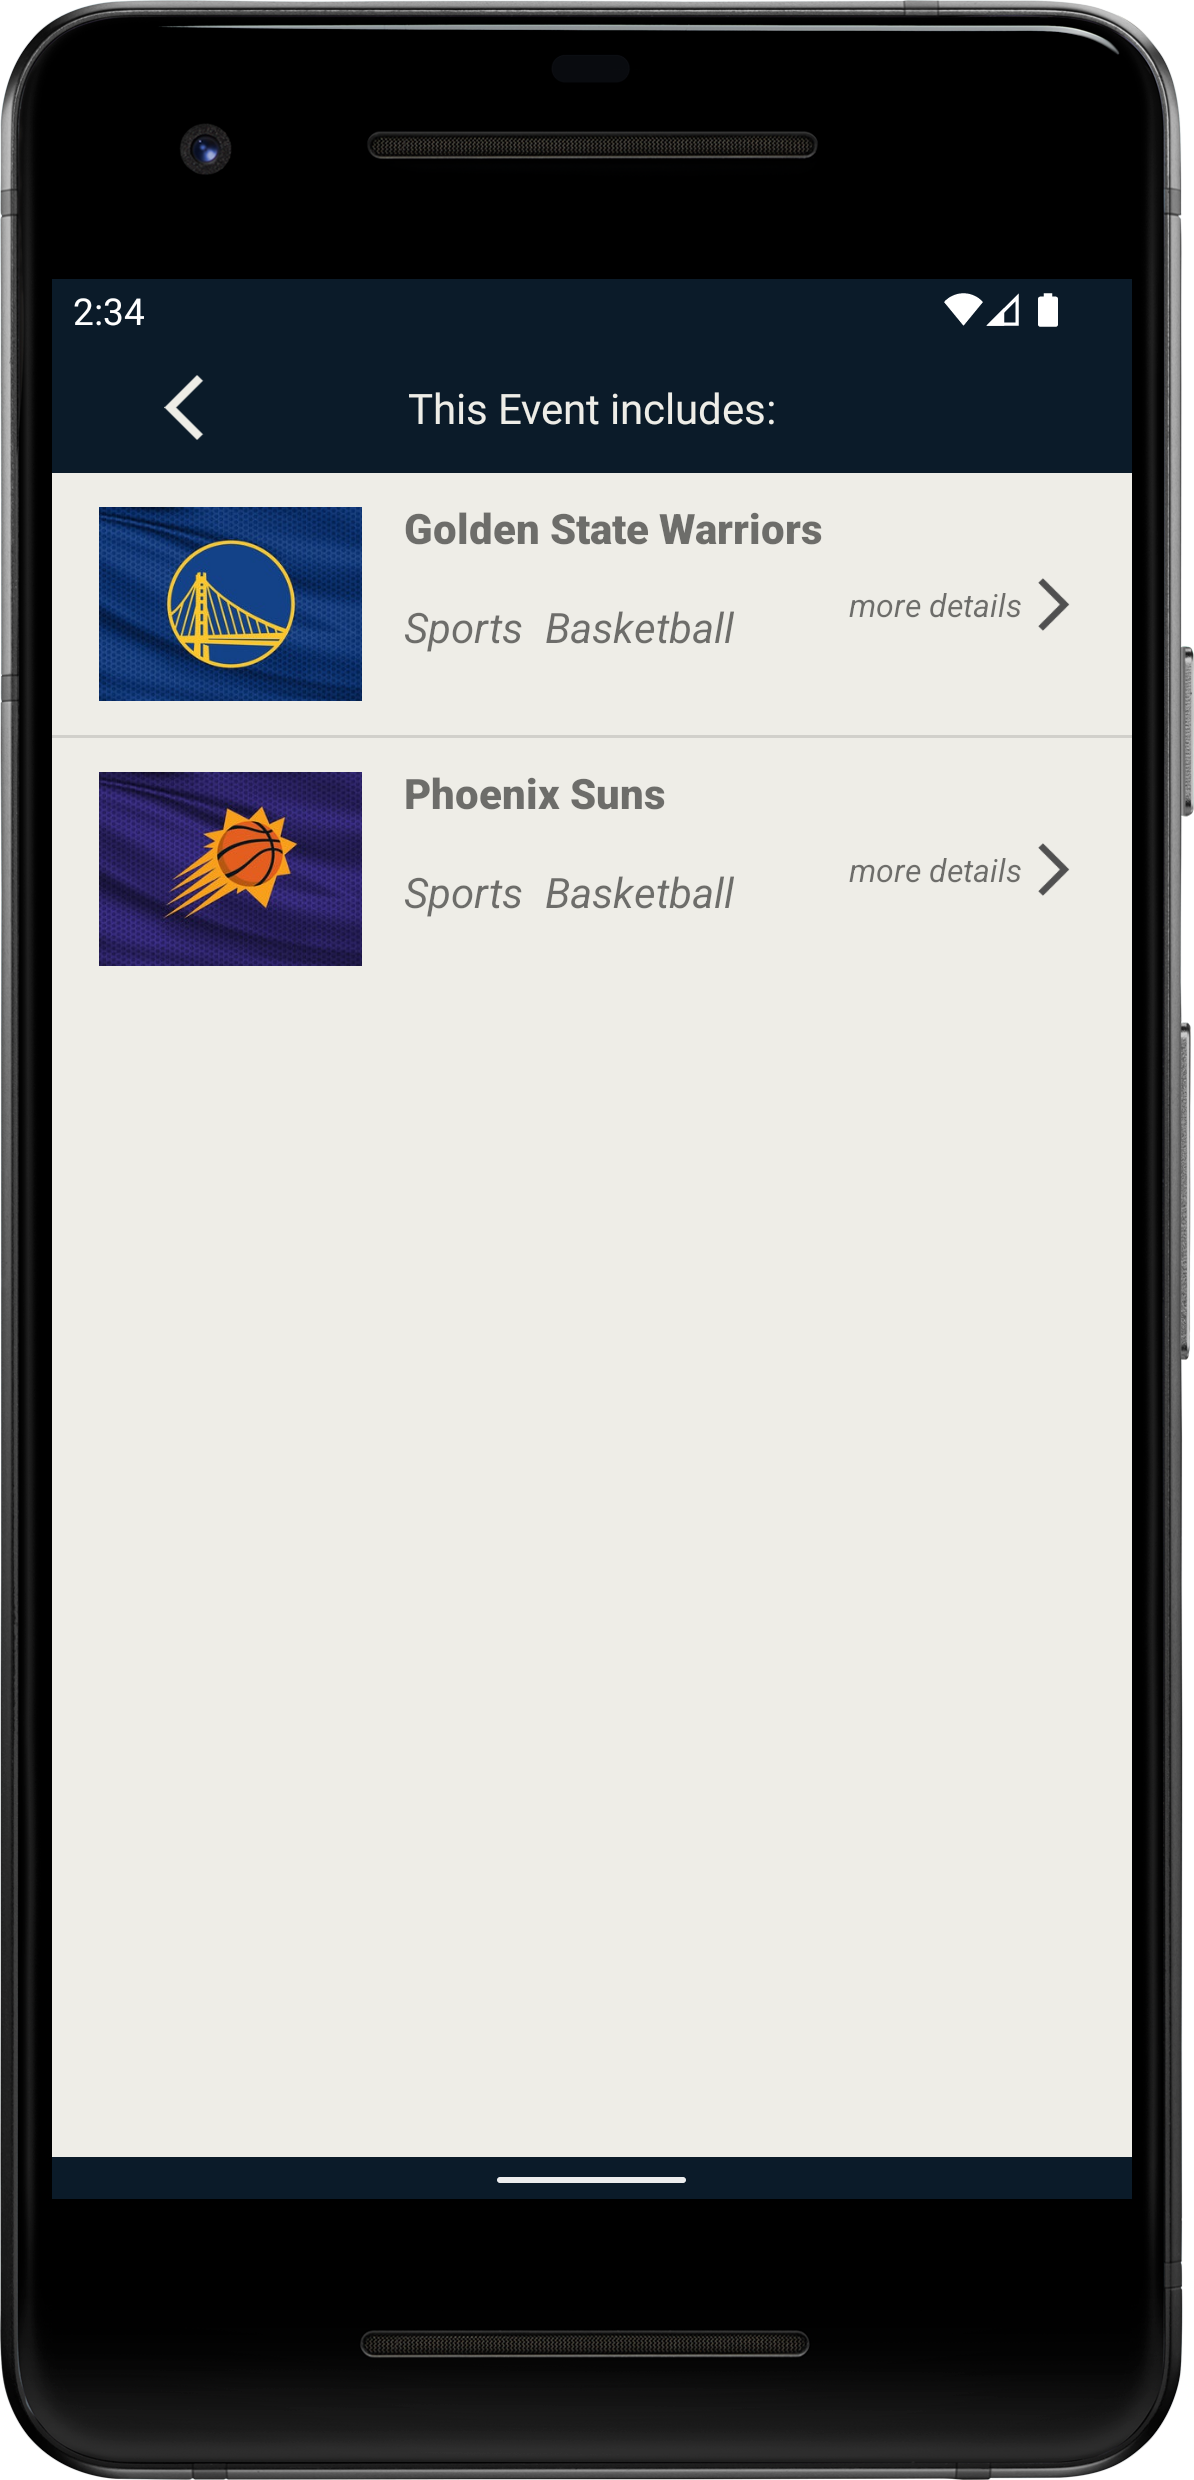 2:34
This Event includes:
Golden State Warriors
Sports Basketball
more details
Phoenix Suns
Sports Basketball
more details